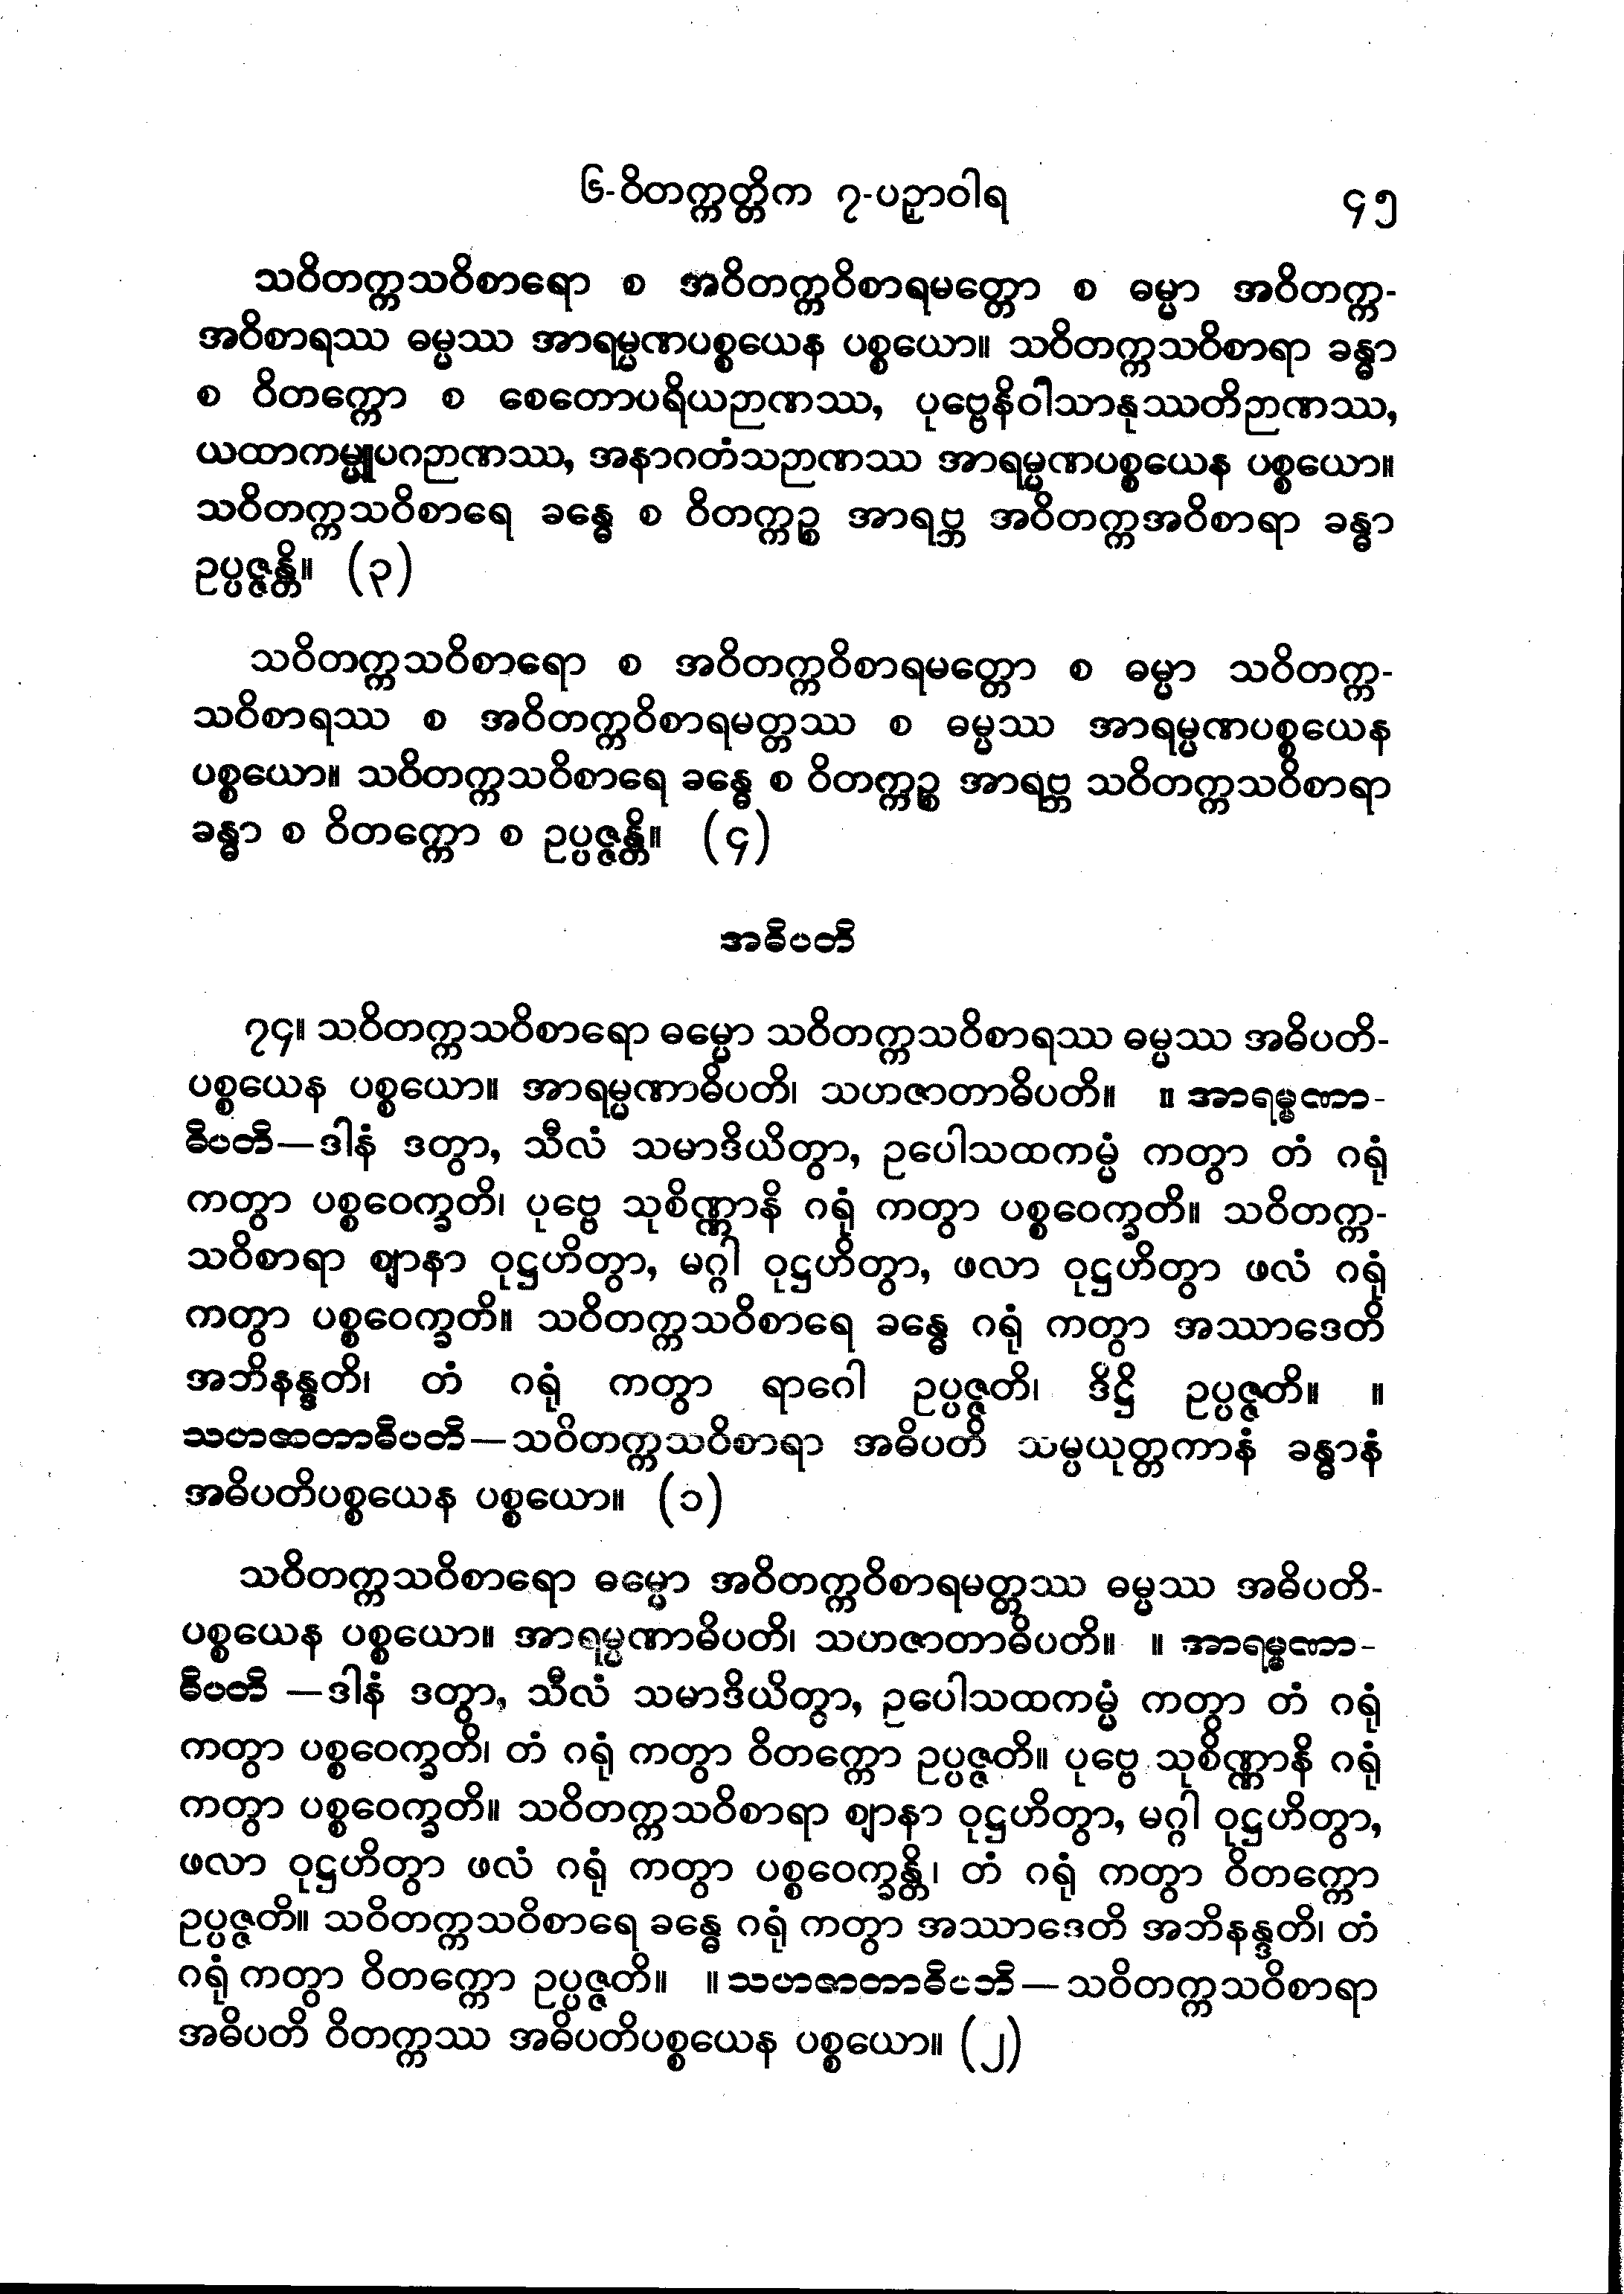 ၆-ဝိတက္ကတ္တိက ၇-ပဉှာဝါရ ၄၅
သဝိတက္ကသဝိစာရော စ အဝိတက္ကဝိစာရမတ္တော စ ဓမ္မာ အဝိတက္က-
အဝိစာရဿ ဓမ္မဿ အာရမ္မဏပစ္စယေန ပစ္စယော။ သဝိတက္ကသဝိစာရာ ခန္ဓာ
စ ဝိတက္ကော စ စေတောပရိယဉာဏဿ, ပုဗ္ဗေနိဝါသာနုဿတိဉာဏဿ,
ယထာကမ္မူပဂဉာဏဿ, အနာဂတံသဉာဏဿ အာရမ္မဏပစ္စယေန ပစ္စယော။
သဝိတက္ကသဝိစာရေ ခန္ဓေ စ ဝိတက္ကဉ္စ အာရဗ္ဘ အဝိတက္ကအဝိစာရာ ခန္ဓာ
ဥပ္ပဇ္ဇန္တိ။ (၃)
သဝိတက္ကသဝိစာရော စ အဝိတက္ကဝိစာရမတ္တော စ ဓမ္မာ သဝိတက္က-
သဝိစာရဿ စ အဝိတက္ကဝိစာရမတ္တဿ စ ဓမ္မဿ အာရမ္မဏပစ္စယေန
ပစ္စယော။ သဝိတက္ကသဝိစာရေ ခန္ဓေ စ ဝိတက္ကဉ္စ အာရဗ္ဘ သဝိတက္ကသဝိစာရာ
ခန္ဓာ စ ဝိတက္ကော စ ဥပ္ပဇ္ဇန္တိ။ (၄)
အဓိပတိ
၇၄။ သဝိတက္ကသဝိစာရော ဓမ္မော သဝိတက္ကသဝိစာရဿ ဓမ္မဿ အဓိပတိ-
ပစ္စယေန ပစ္စယော။ အာရမ္မဏာဓိပတိ၊ သဟဇာတာဓိပတိ။ ။ အာရမ္မဏာ-
ဓိပတိ—ဒါနံ ဒတွာ, သီလံ သမာဒိယိတွာ, ဥပေါသထကမ္မံ ကတွာ တံ ဂရုံ
ကတွာ ပစ္စဝေက္ခတိ၊ ပုဗ္ဗေ သုစိဏ္ဏာနိ ဂရုံ ကတွာ ပစ္စဝေက္ခတိ။ သဝိတက္က-
သဝိစာရာ ဈာနာ ဝုဋ္ဌဟိတွာ, မဂ္ဂါ ဝုဋ္ဌဟိတွာ, ဖလာ ဝုဋ္ဌဟိတွာ ဖလံ ဂရုံ
ကတွာ ပစ္စဝေက္ခတိ။ သဝိတက္ကသဝိစာရေ ခန္ဓေ ဂရုံ ကတွာ အဿာဒေတိ
အဘိနန္ဒတိ၊ တံ ဂရုံ ကတွာ ရာဂေါ ဥပ္ပဇ္ဇတိ၊ ဒိဋ္ဌိ ဥပ္ပဇ္ဇတိ။ ။
သဟဇာတာဓိပတိ—သဝိတက္ကသဝိစာရာ အဓိပတိ သမ္ပယုတ္တကာနံ ခန္ဓာနံ
အဓိပတိပစ္စယေန ပစ္စယော။ (၁)
သဝိတက္ကသဝိစာရော ဓမ္မော အဝိတက္ကဝိစာရမတ္တဿ ဓမ္မဿ အဓိပတိ-
ပစ္စယေန ပစ္စယော။ အာရမ္မဏာဓိပတိ၊ သဟဇာတာဓိပတိ။ ။ အာရမ္မဏာ-
ဓိပတိ —ဒါနံ ဒတွာ, သီလံ သမာဒိယိတွာ, ဥပေါသထကမ္မံ ကတွာ တံ ဂရုံ
ကတွာ ပစ္စဝေက္ခတိ၊ တံ ဂရုံ ကတွာ ဝိတက္ကော ဥပ္ပဇ္ဇတိ။ ပုဗ္ဗေ သုစိဏ္ဏာနိ ဂရုံ
ကတွာ ပစ္စဝေက္ခတိ။ သဝိတက္ကသဝိစာရာ ဈာနာ ဝုဋ္ဌဟိတွာ, မဂ္ဂါ ဝုဋ္ဌဟိတွာ,
ဖလာ ဝုဋ္ဌဟိတွာ ဖလံ ဂရုံ ကတွာ ပစ္စဝေက္ခန္တိ၊ တံ ဂရုံ ကတွာ ဝိတက္ကော
ဥပ္ပဇ္ဇတိ။ သဝိတက္ကသဝိစာရေ ခန္ဓေ ဂရုံ ကတွာ အဿာဒေတိ အဘိနန္ဒတိ၊ တံ
ဂရုံ ကတွာ ဝိတက္ကော ဥပ္ပဇ္ဇတိ။ ။ သဟဇာတာဓိပတိ — သဝိတက္ကသဝိစာရာ
အဓိပတိ ဝိတက္ကဿ အဓိပတိပစ္စယေန ပစ္စယော။ (၂)